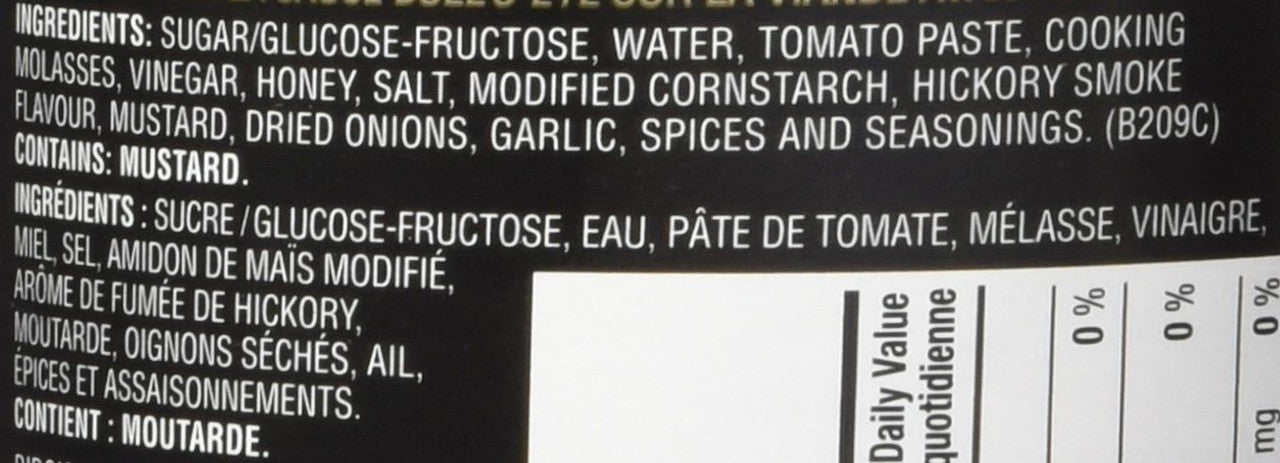 INGREDIENTS: SUGAR/GLUCOSE-FRUCTOSE, WATER, TOMATO PASTE, COOKING
MOLASSES, VINEGAR, HONEY, SALT, MODIFIED CORNSTARCH, HICKORY SMOKE
FLAVOUR, MUSTARD, DRIED ONIONS, GARLIC, SPICES AND SEASONINGS. (B209C)
CONTAINS: MUSTARD.
INGRÉDIENTS : SUCRE / GLUCOSE-FRUCTOSE, EAU, PÂTE DE TOMATE, MÉLASSE, VINAIGRE,
MIEL, SEL, AMIDON DE MAÏS MODIFIÉ,
ARÔME DE FUMÉE DE HICKORY,
MOUTARDE, OIGNONS SÉCHÉS, AIL,
ÉPICES ET ASSAISONNEMENTS.
CONTIENT : MOUTARDE.
Daily Value
quotidienne
0 %
0 %
mg 0 %